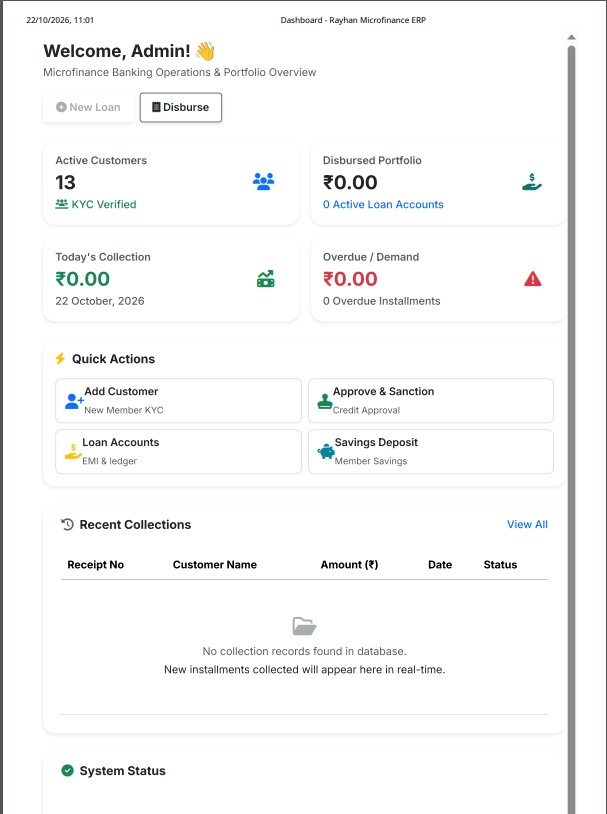 22/10/2026, 11:01 Dashboard - Rayhan Microfinance ERP
Welcome, Admin! 👋
Microfinance Banking Operations & Portfolio Overview
New Loan Disburse
Active Customers
13
KYC Verified
Disbursed Portfolio
₹0.00
0 Active Loan Accounts
Today's Collection
₹0.00
22 October, 2026
Overdue / Demand
₹0.00
0 Overdue Installments
Quick Actions
Add Customer
New Member KYC
Approve & Sanction
Credit Approval
Loan Accounts
EMI & ledger
Savings Deposit
Member Savings
Recent Collections View All
Receipt No Customer Name Amount (₹) Date Status
No collection records found in database.
New installments collected will appear here in real-time.
System Status